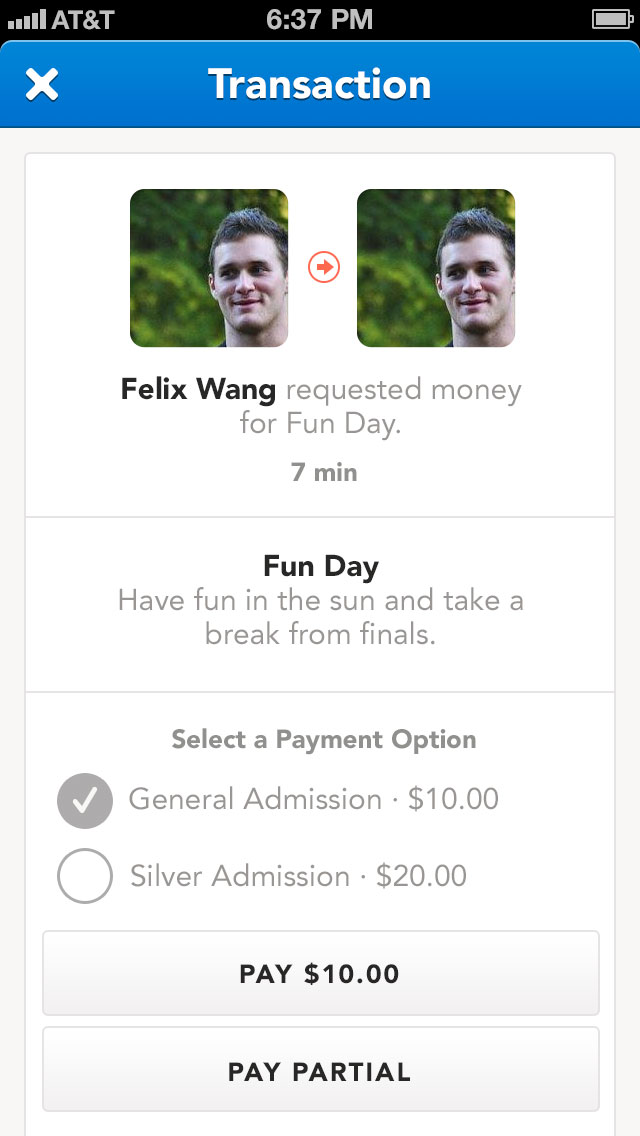 AT&T 6:37 PM
Transaction
Felix Wang requested money
for Fun Day.
7 min
Fun Day
Have fun in the sun and take a
break from finals.
Select a Payment Option
General Admission · $10.00
Silver Admission · $20.00
PAY $10.00
PAY PARTIAL